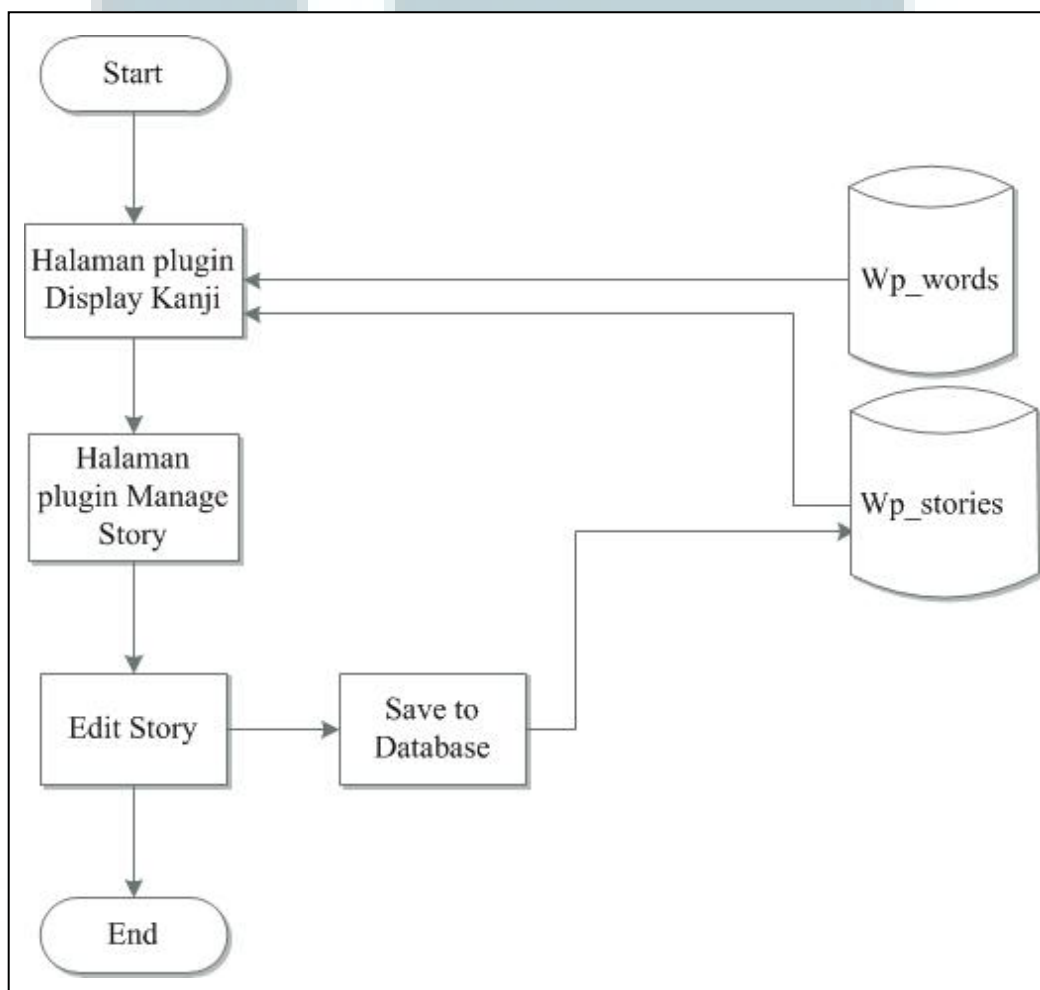 Start
Halaman plugin
Display Kanji
Wp_words
Halaman
plugin Manage
Story
Wp_stories
Edit Story
Save to
Database
End